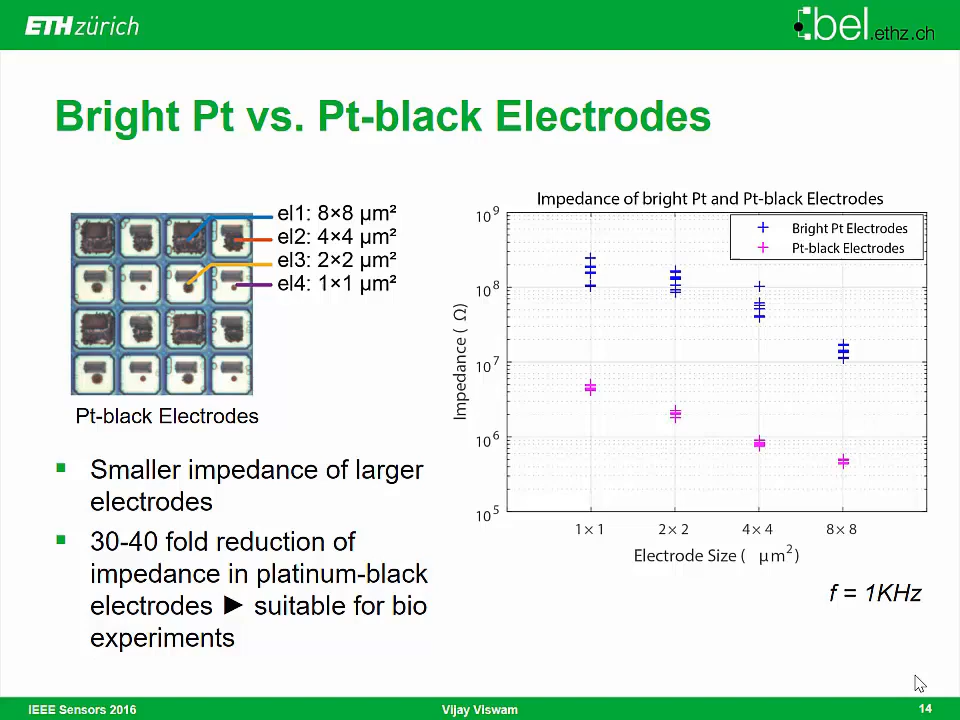 ETH zürich
:bel.ethz.ch
Bright Pt vs. Pt-black Electrodes
el1: 8×8 µm²
el2: 4×4 µm²
el3: 2×2 µm²
el4: 1×1 µm²
Pt-black Electrodes
▪ Smaller impedance of larger
electrodes
▪ 30-40 fold reduction of
impedance in platinum-black
electrodes ► suitable for bio
experiments
Impedance of bright Pt and Pt-black Electrodes
Bright Pt Electrodes
Pt-black Electrodes
Impedance ( Ω)
10⁹
10⁸
10⁷
10⁶
10⁵
1 × 1 2 × 2 4 × 4 8 × 8
Electrode Size ( µm²)
f = 1KHz
IEEE Sensors 2016 Vijay Viswam 14